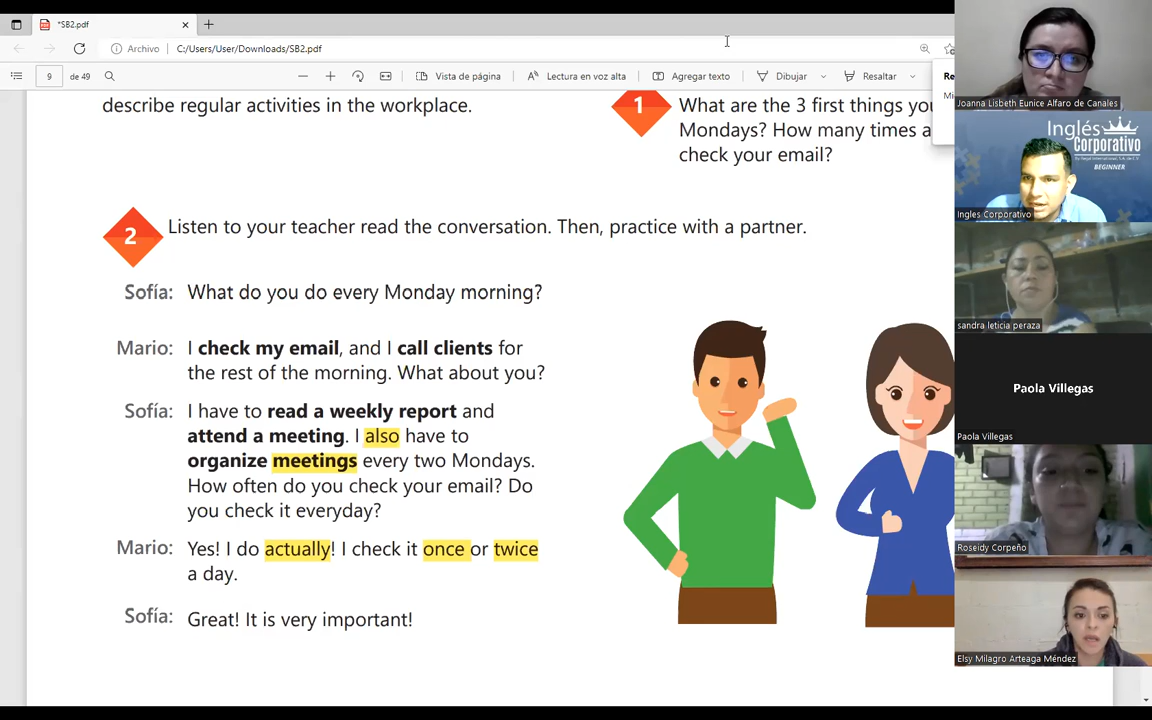 *SB2.pdf
Archivo C:/Users/User/Downloads/SB2.pdf
9 de 49 Vista de página Lectura en voz alta Agregar texto Dibujar Resaltar
describe regular activities in the workplace.
1 What are the 3 first things
Mondays? How many times a
check your email?
2 Listen to your teacher read the conversation. Then, practice with a partner.
Sofía: What do you do every Monday morning?
Mario: I check my email, and I call clients for
the rest of the morning. What about you?
Sofía: I have to read a weekly report and
attend a meeting. I also have to
organize meetings every two Mondays.
How often do you check your email? Do
you check it everyday?
Mario: Yes! I do actually! I check it once or twice
a day.
Sofía: Great! It is very important!
Joanna Lisbeth Eunice Alfaro de Canales
Inglés
Corporativo
BEGINNER
Ingles Corporativo
sandra leticia peraza
Paola Villegas
Paola Villegas
Roseidy Corpeño
Elsy Milagro Arteaga Méndez